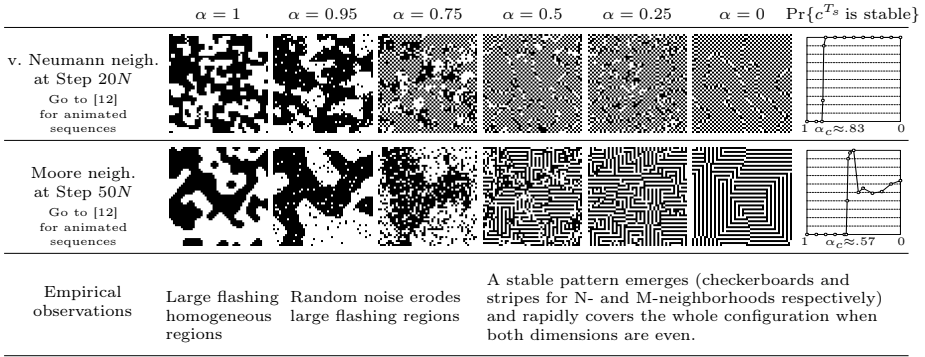 α = 1 α = 0.95 α = 0.75 α = 0.5 α = 0.25 α = 0 Pr{c^{T_s} is stable}
v. Neumann neigh.
at Step 20N
Go to [12]
for animated
sequences
1 α_c≈.83 0
Moore neigh.
at Step 50N
Go to [12]
for animated
sequences
1 α_c≈.57 0
Empirical
observations
Large flashing
homogeneous
regions
Random noise erodes
large flashing regions
A stable pattern emerges (checkerboards and
stripes for N- and M-neighborhoods respectively)
and rapidly covers the whole configuration when
both dimensions are even.